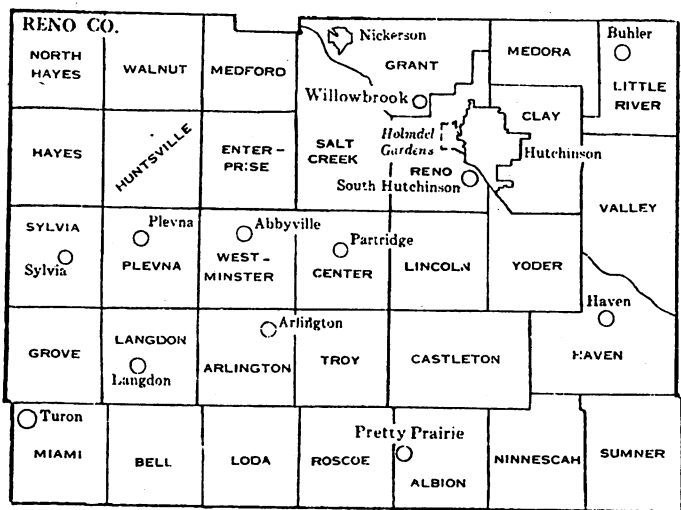 RENO CO.
NORTH
HAYES
WALNUT
MEDFORD
Nickerson
GRANT
MEDORA
Buhler
LITTLE
RIVER
Willowbrook
CLAY
HAYES
HUNTSVILLE
ENTER-
PRISE
SALT
CREEK
Holmdel
Gardens
Hutchinson
RENO
South Hutchinson
VALLEY
SYLVIA
Sylvia
Plevna
PLEVNA
Abbyville
WEST-
MINSTER
Partridge
CENTER
LINCOLN
YODER
Haven
HAVEN
GROVE
LANGDON
Langdon
Arlington
ARLINGTON
TROY
CASTLETON
Turon
MIAMI
BELL
LODA
ROSCOE
Pretty Prairie
ALBION
NINNESCAH
SUMNER